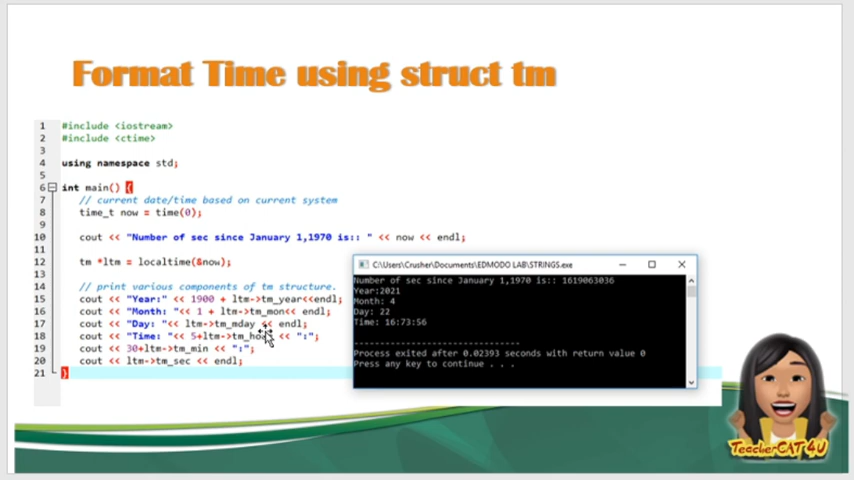 Format Time using struct tm
1 #include <iostream>
2 #include <ctime>
3
4 using namespace std;
5
6 int main() {
7 // current date/time based on current system
8 time_t now = time(0);
9
10 cout << "Number of sec since January 1,1970 is:: " << now << endl;
11
12 tm *ltm = localtime(&now);
13
14 // print various components of tm structure.
15 cout << "Year:" << 1900 + ltm->tm_year<<endl;
16 cout << "Month: "<< 1 + ltm->tm_mon<< endl;
17 cout << "Day: "<< ltm->tm_mday << endl;
18 cout << "Time: "<< 5+ltm->tm_hour << ":";
19 cout << 30+ltm->tm_min << ":";
20 cout << ltm->tm_sec << endl;
21 }
C:\Users\Crusher\Documents\EDMODO LAB\STRINGS.exe
Number of sec since January 1,1970 is:: 1619063036
Year:2021
Month: 4
Day: 22
Time: 16:73:56
--------------------------------
Process exited after 0.02393 seconds with return value 0
Press any key to continue . . .
TeacherCAT4U